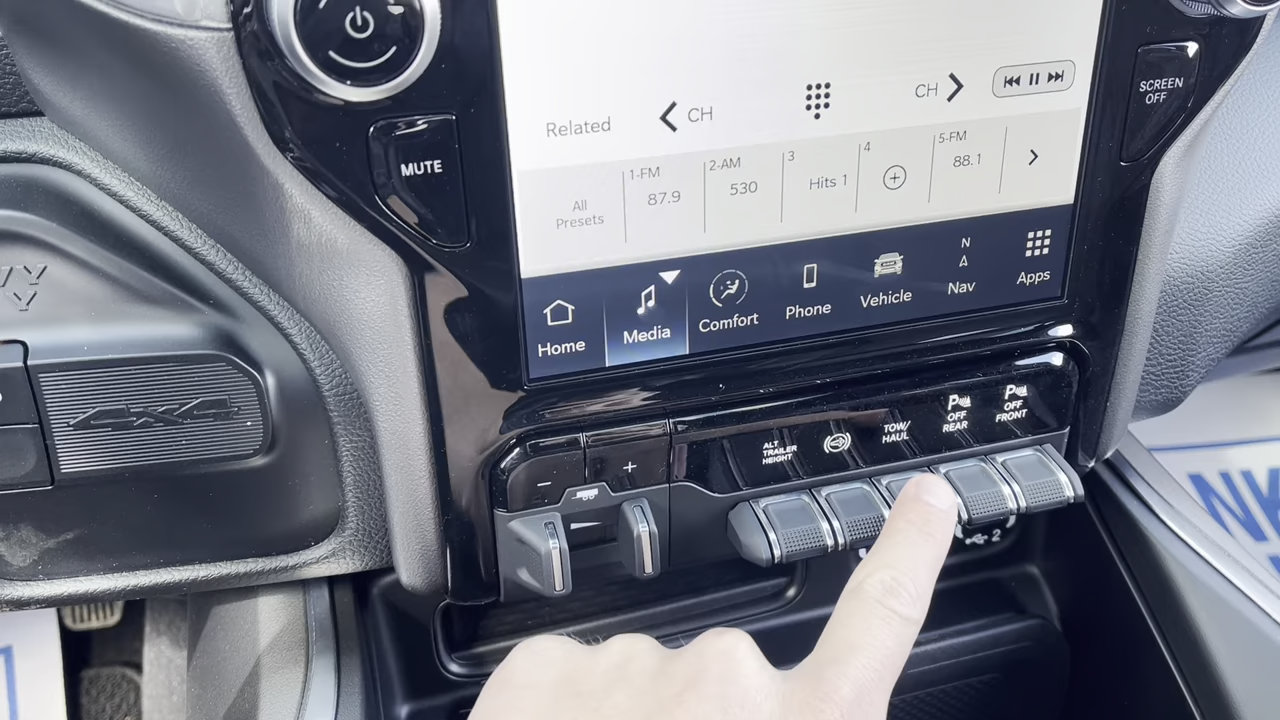 MUTE
SCREEN
OFF
Related
CH
CH
All
Presets
1-FM
87.9
2-AM
530
3
Hits 1
4
5-FM
88.1
Home
Media
Comfort
Phone
Vehicle
N
Nav
Apps
ALT
TRAILER
HEIGHT
TOW/
HAUL
P
OFF
REAR
P
OFF
FRONT
- +
2
4X4